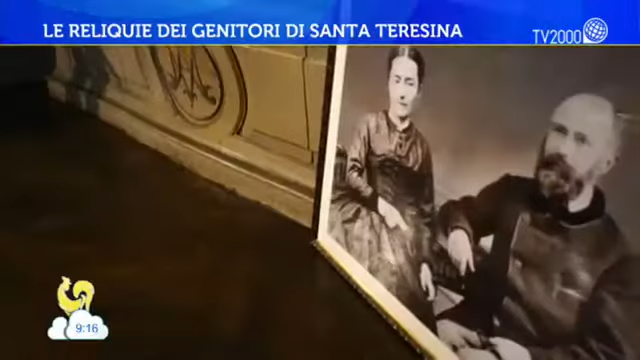 LE RELIQUIE DEI GENITORI DI SANTA TERESINA
TV2000
9:16